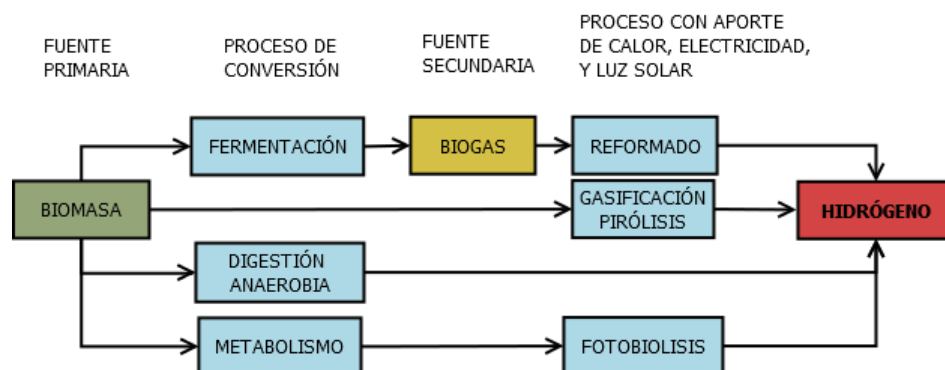 FUENTE
PRIMARIA
PROCESO DE
CONVERSIÓN
FUENTE
SECUNDARIA
PROCESO CON APORTE
DE CALOR, ELECTRICIDAD,
Y LUZ SOLAR
FERMENTACIÓN
BIOGAS
REFORMADO
BIOMASA
GASIFICACIÓN
PIRÓLISIS
HIDRÓGENO
DIGESTIÓN
ANAEROBIA
METABOLISMO
FOTOBIOLISIS